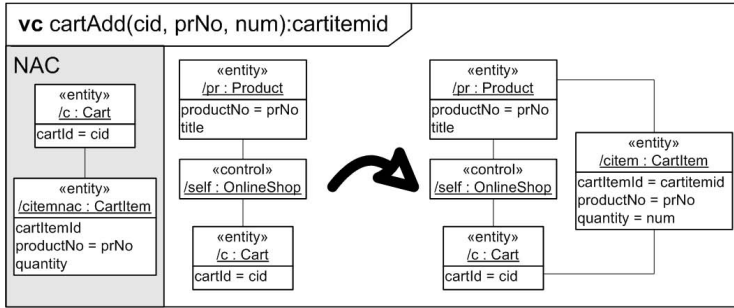 vc cartAdd(cid, prNo, num):cartitemid
NAC
«entity»
/c : Cart
cartId = cid
«entity»
/citemnac : CartItem
cartItemId
productNo = prNo
quantity
«entity»
/pr : Product
productNo = prNo
title
«control»
/self : OnlineShop
«entity»
/c : Cart
cartId = cid
«entity»
/pr : Product
productNo = prNo
title
«control»
/self : OnlineShop
«entity»
/c : Cart
cartId = cid
«entity»
/citem : CartItem
cartItemId = cartitemid
productNo = prNo
quantity = num